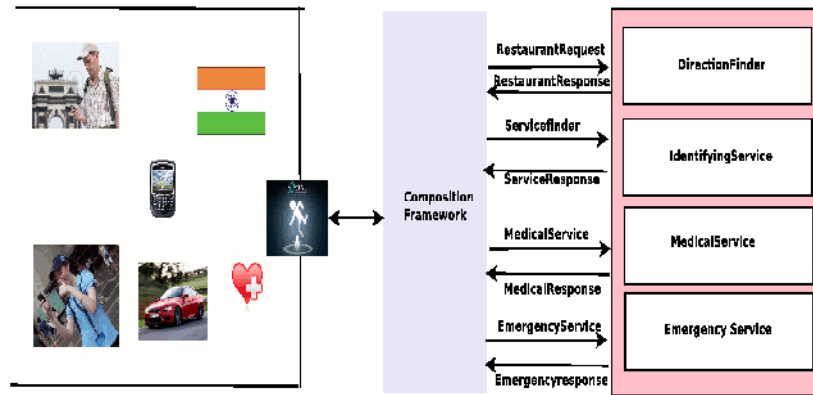 RestaurantRequest
RestaurantResponse
DirectionFinder
Servicefinder
ServiceResponse
IdentifyingService
Composition
Framework
MedicalService
MedicalResponse
MedicalService
EmergencyService
Emergencyresponse
Emergency Service